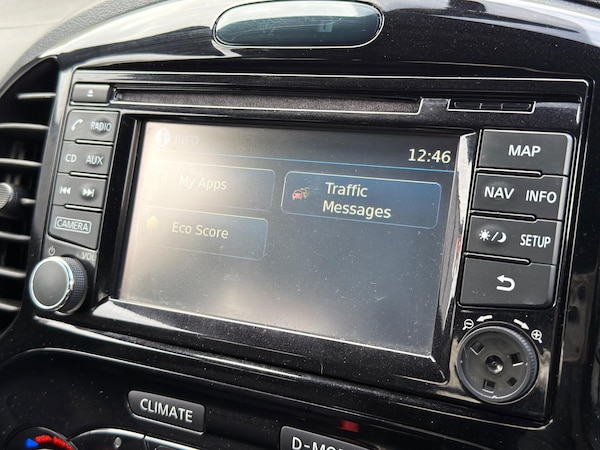 RADIO
CD AUX
CAMERA
VOL
INFO
12:46
My Apps
Traffic
Messages
Eco Score
MAP
NAV INFO
SETUP
CLIMATE
D-MO